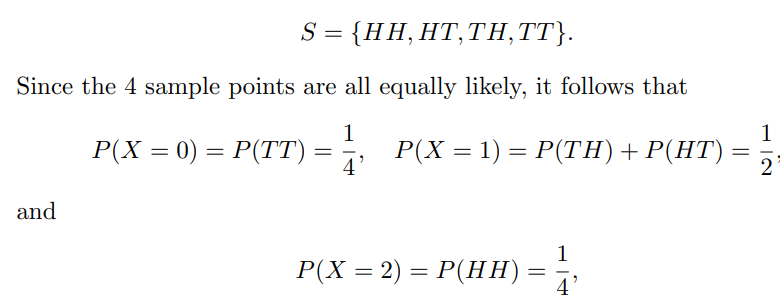 S = {HH, HT, TH, TT}.
Since the 4 sample points are all equally likely, it follows that
P(X = 0) = P(TT) = 1/4, P(X = 1) = P(TH) + P(HT) = 1/2,
and
P(X = 2) = P(HH) = 1/4,